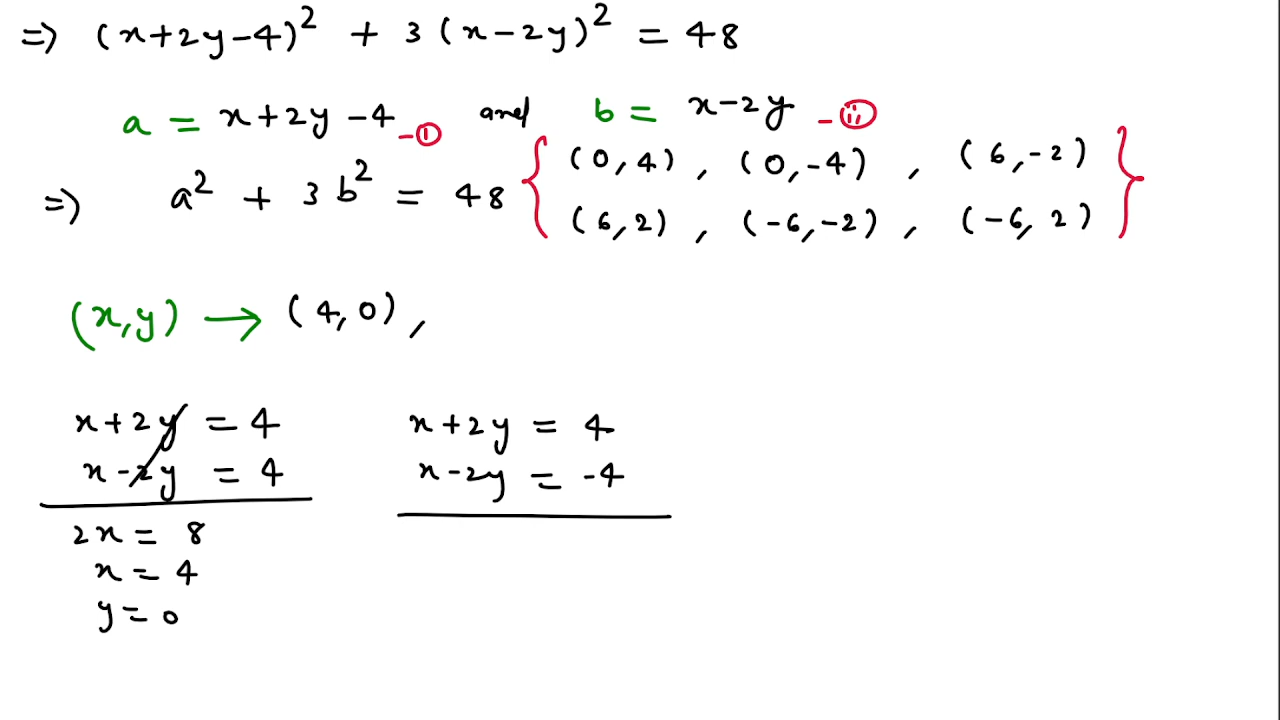 => (x+2y-4)² + 3(x-2y)² = 48
a = x+2y-4 -① and b = x-2y -ⓘⓘ
=> a² + 3b² = 48 { (0,4), (0,-4), (6,-2)
(6,2), (-6,-2), (-6,2) }
(x,y) → (4,0),
x+2y = 4
x-2y = 4
2x = 8
x = 4
y = 0
x+2y = 4
x-2y = -4